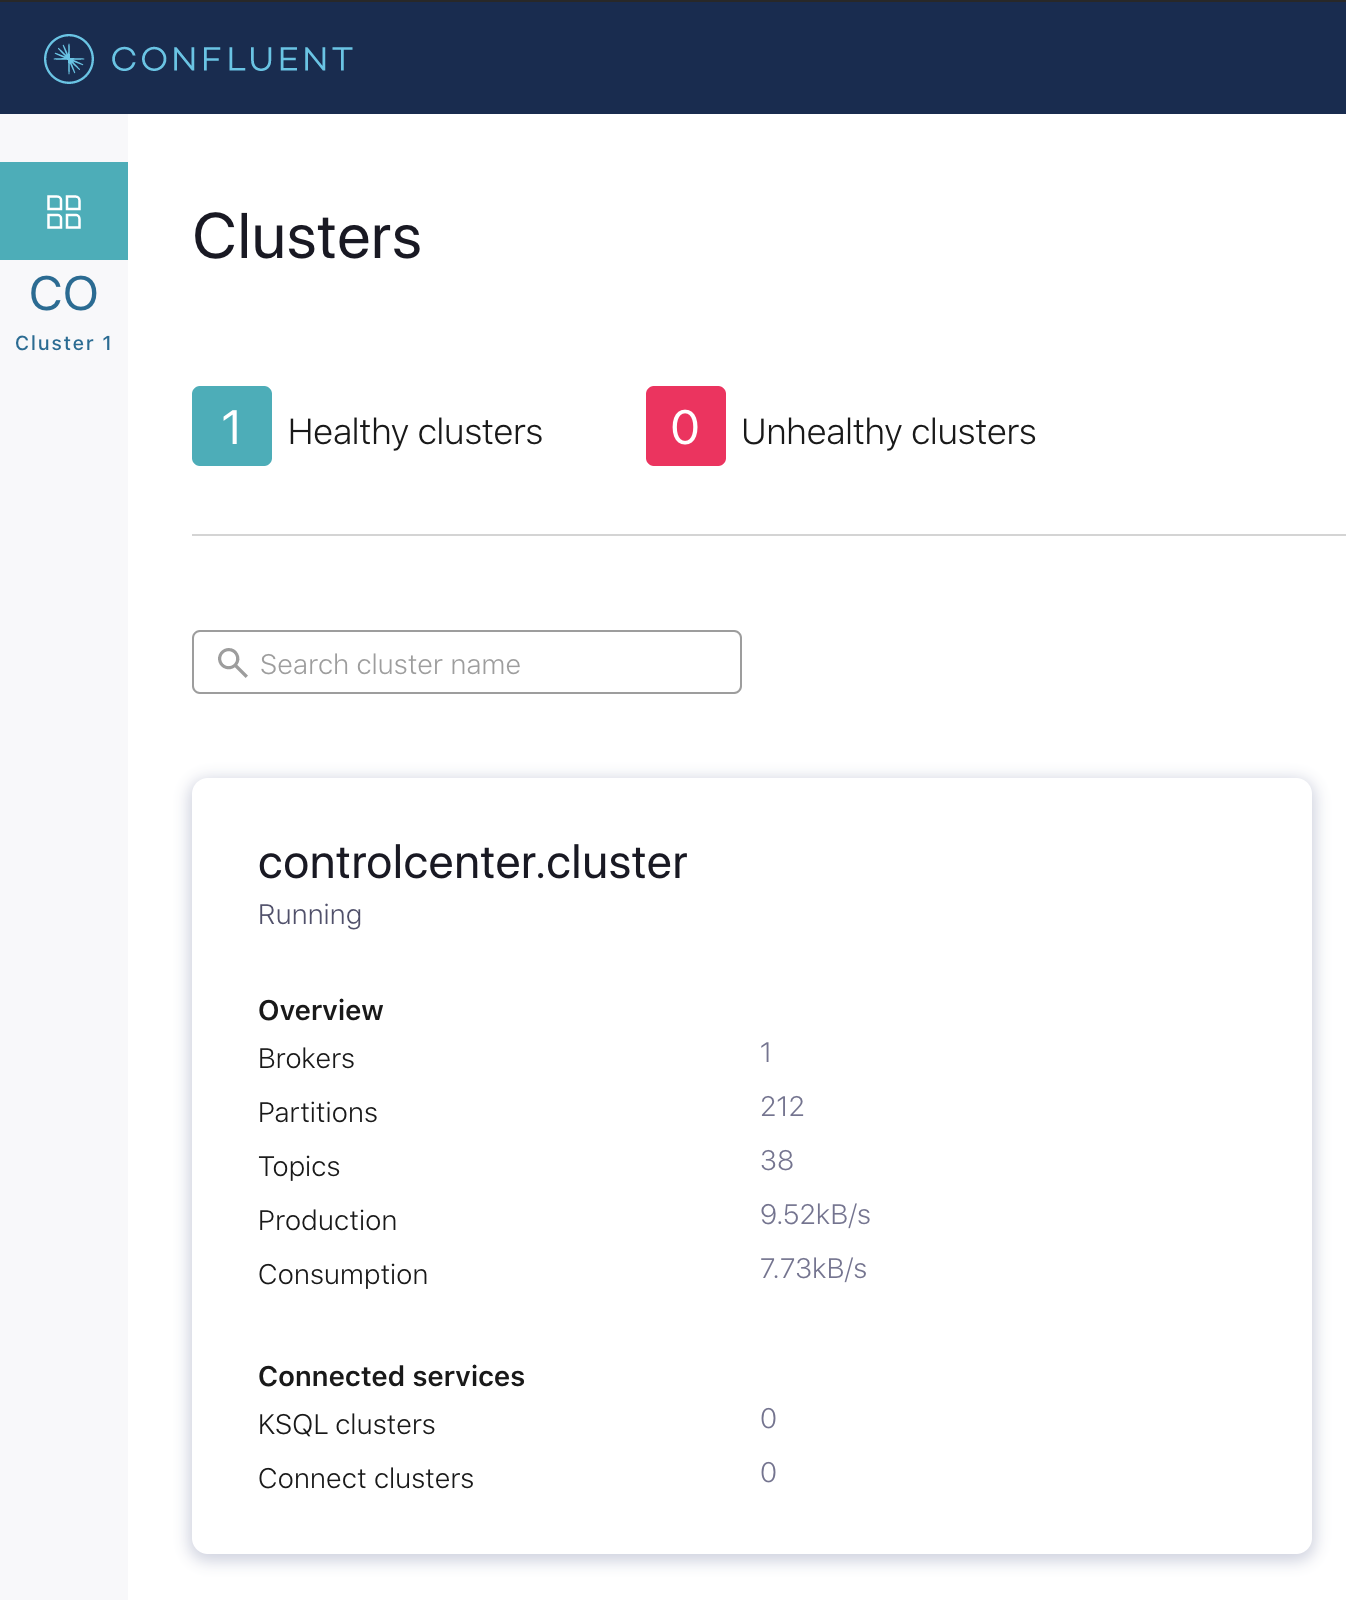 CONFLUENT
CO
Cluster 1
Clusters
1 Healthy clusters
0 Unhealthy clusters
Search cluster name
controlcenter.cluster
Running
Overview
Brokers 1
Partitions 212
Topics 38
Production 9.52kB/s
Consumption 7.73kB/s
Connected services
KSQL clusters 0
Connect clusters 0